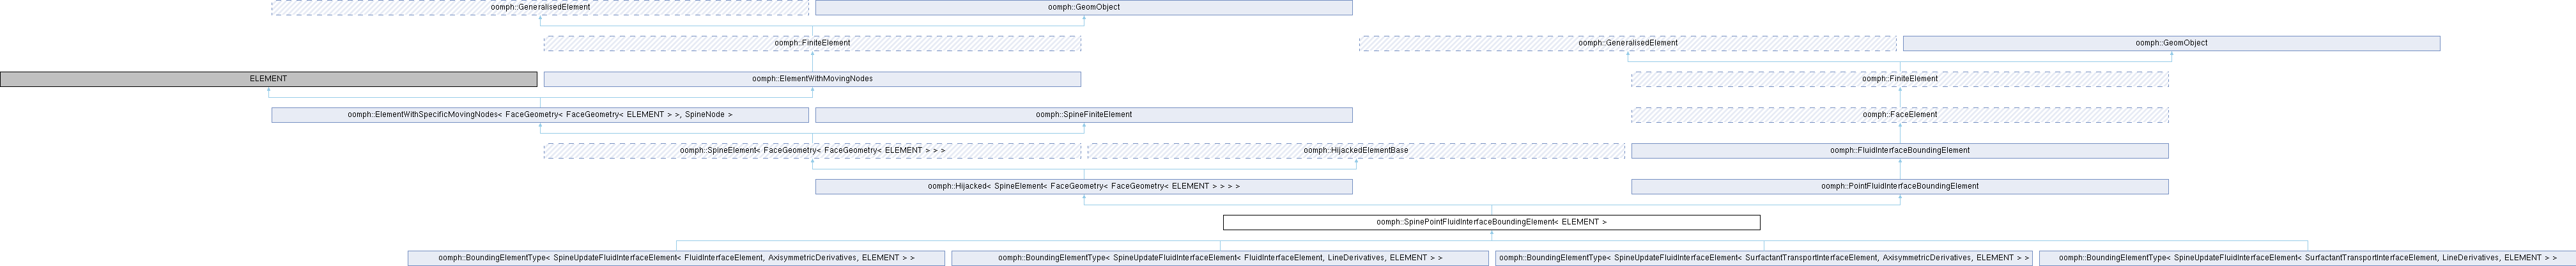 oomph::GeneralisedElement
oomph::GeomObject
oomph::FiniteElement
oomph::GeneralisedElement
oomph::GeomObject
ELEMENT
oomph::ElementWithMovingNodes
oomph::FiniteElement
oomph::ElementWithSpecificMovingNodes< FaceGeometry< FaceGeometry< ELEMENT > >, SpineNode >
oomph::SpineFiniteElement
oomph::FaceElement
oomph::SpineElement< FaceGeometry< FaceGeometry< ELEMENT > > >
oomph::HijackedElementBase
oomph::FluidInterfaceBoundingElement
oomph::Hijacked< SpineElement< FaceGeometry< FaceGeometry< ELEMENT > > > >
oomph::PointFluidInterfaceBoundingElement
oomph::SpinePointFluidInterfaceBoundingElement< ELEMENT >
oomph::BoundingElementType< SpineUpdateFluidInterfaceElement< FluidInterfaceElement, AxisymmetricDerivatives, ELEMENT > >
oomph::BoundingElementType< SpineUpdateFluidInterfaceElement< FluidInterfaceElement, LineDerivatives, ELEMENT > >
oomph::BoundingElementType< SpineUpdateFluidInterfaceElement< SurfactantTransportInterfaceElement, AxisymmetricDerivatives, ELEMENT > >
oomph::BoundingElementType< SpineUpdateFluidInterfaceElement< SurfactantTransportInterfaceElement, LineDerivatives, ELEMENT > >